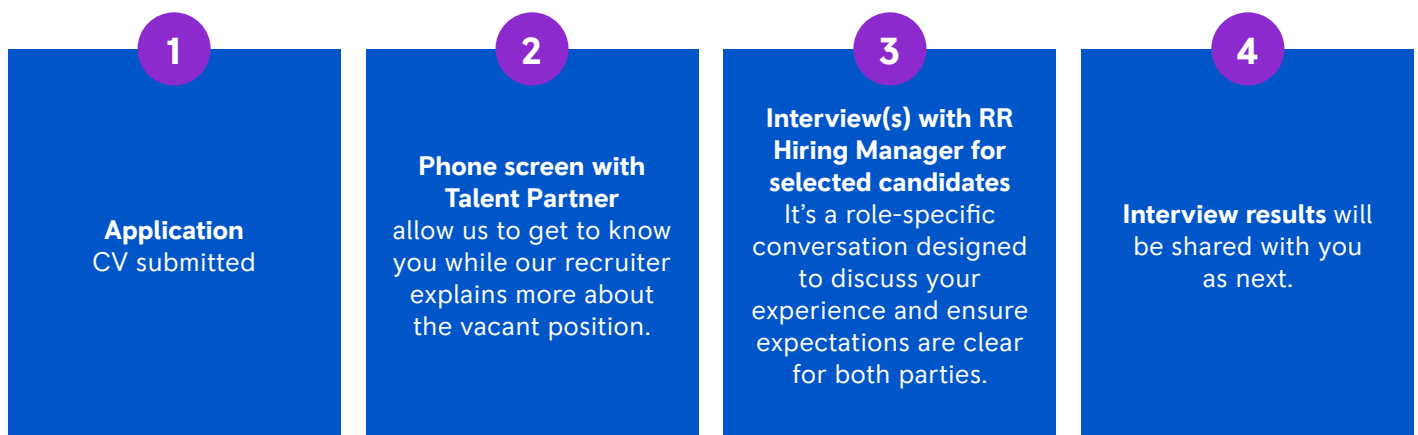 1
Application
CV submitted
2
Phone screen with
Talent Partner
allow us to get to know
you while our recruiter
explains more about
the vacant position.
3
Interview(s) with RR
Hiring Manager for
selected candidates
It’s a role-specific
conversation designed
to discuss your
experience and ensure
expectations are clear
for both parties.
4
Interview results will
be shared with you
as next.